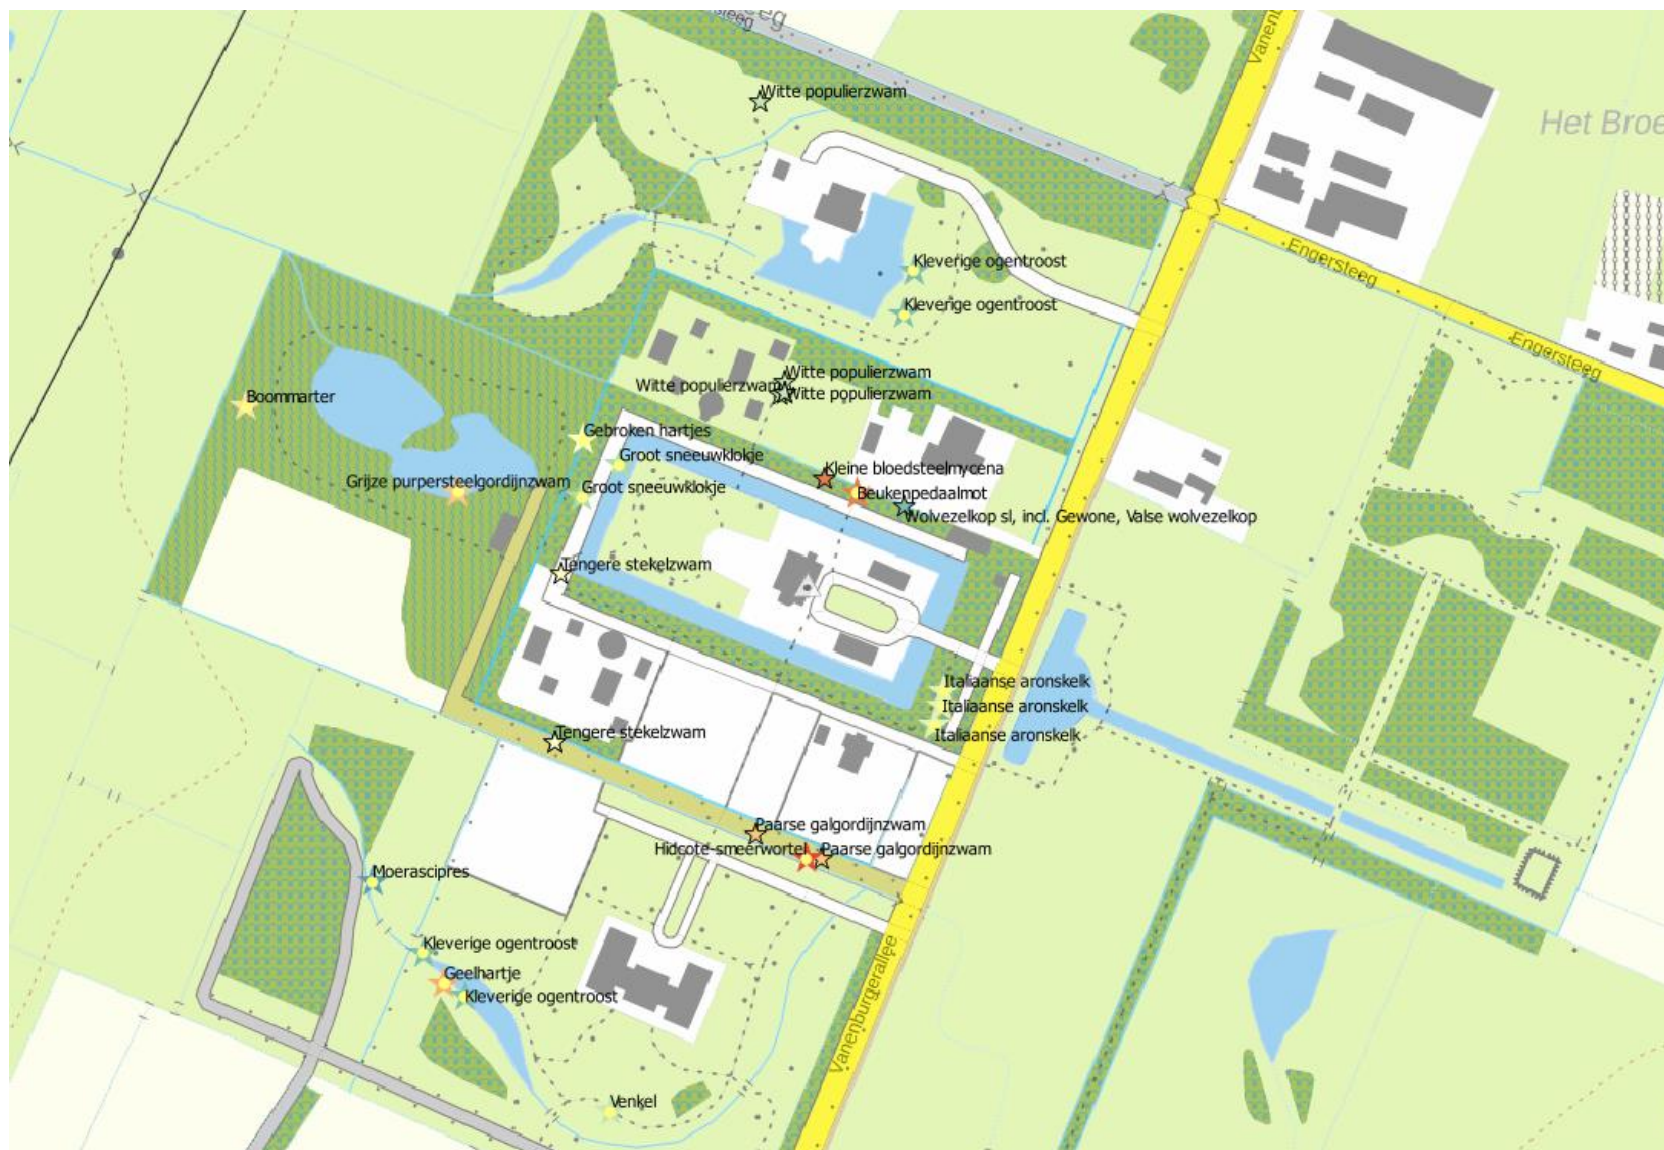 Vanenb
Witte populierzwam
Het Broe
Engersteeg
Kleverige ogentroost
Kleverige ogentroost
Engersteeg
Witte populierzwam
Witte populierzwam
Witte populierzwam
Boommarter
Gebroken hartjes
Groot sneeuwklokje
Kleine bloedsteelmycena
Grijze purpersteelgordijnzwam
Groot sneeuwklokje
Beukenpedaalmot
Wolvezelkop sl, incl. Gewone, Valse wolvezelkop
Tengere stekelzwam
Italiaanse aronskelk
Italiaanse aronskelk
Tengere stekelzwam
Italiaanse aronskelk
Paarse galgordijnzwam
Hidcote-smeerwortel
Paarse galgordijnzwam
Moerascipres
Kleverige ogentroost
Geelhartje
Kleverige ogentroost
Vanenburgerallee
Venkel